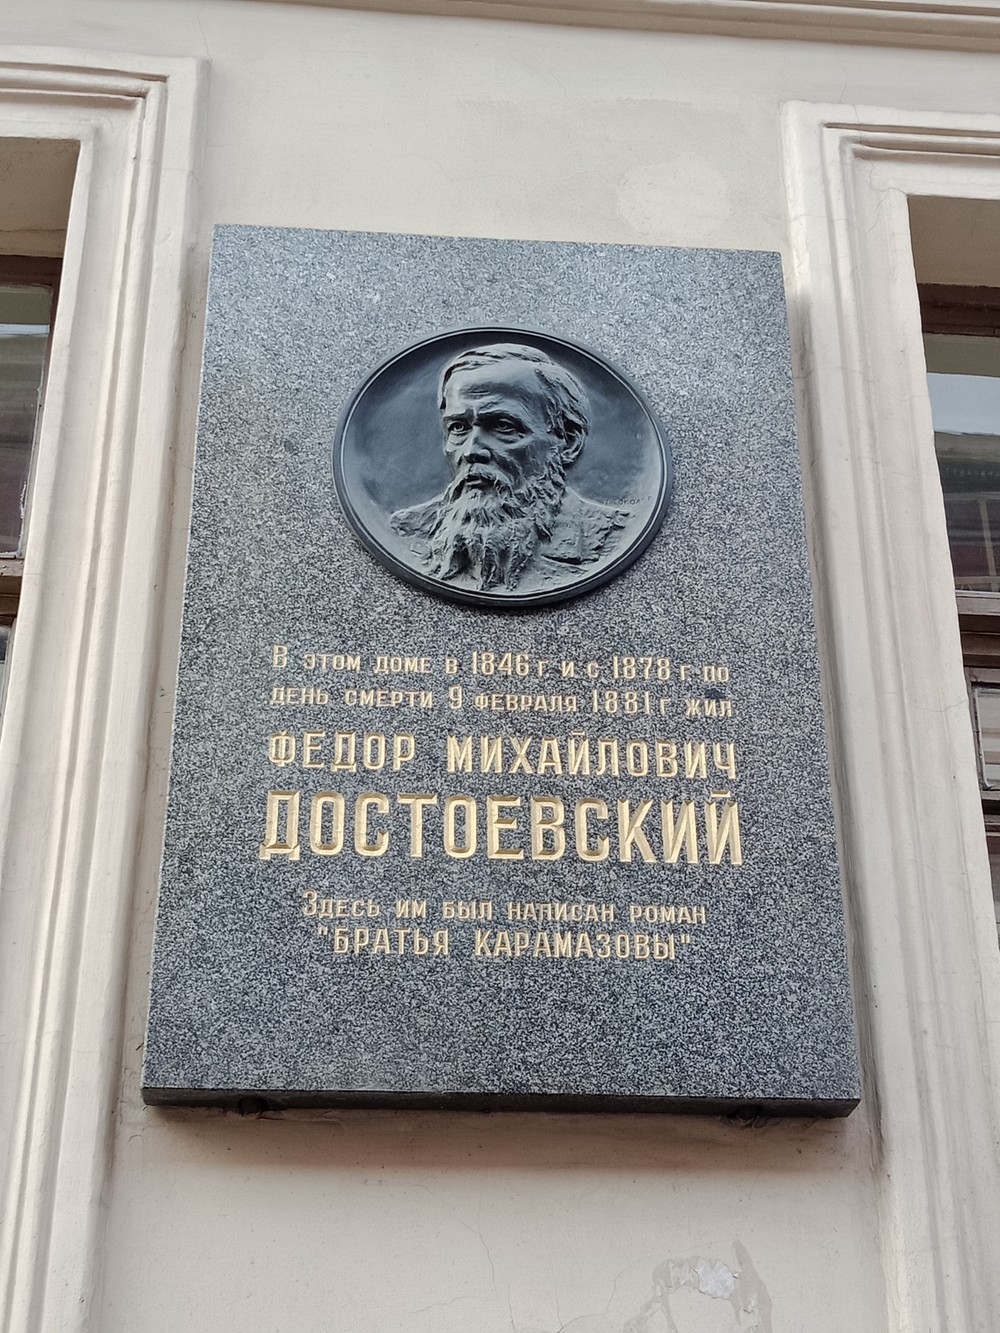 В этом доме в 1846 г. и с 1878 г. по
день смерти 9 февраля 1881 г. жил
ФЕДОР МИХАЙЛОВИЧ
ДОСТОЕВСКИЙ
Здесь им был написан роман
"БРАТЬЯ КАРАМАЗОВЫ"